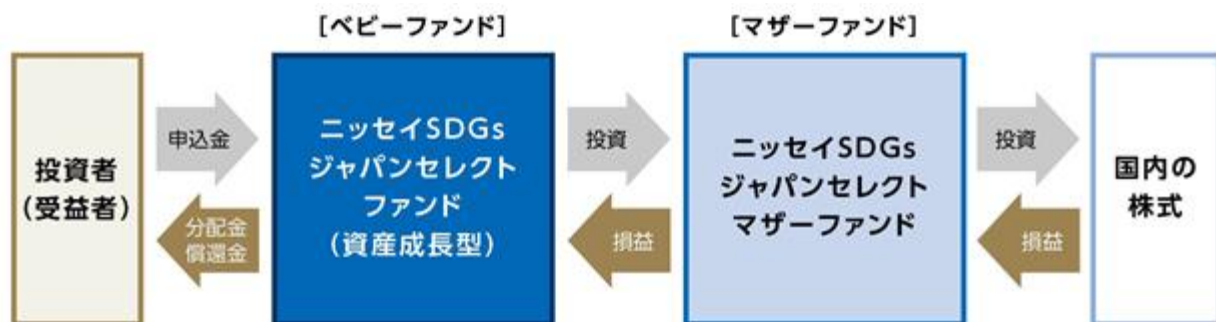 [ベビーファンド]
[マザーファンド]
投資者
(受益者)
申込金
分配金
償還金
ニッセイSDGs
ジャパンセレクト
ファンド
(資産成長型)
投資
損益
ニッセイSDGs
ジャパンセレクト
マザーファンド
投資
損益
国内の
株式